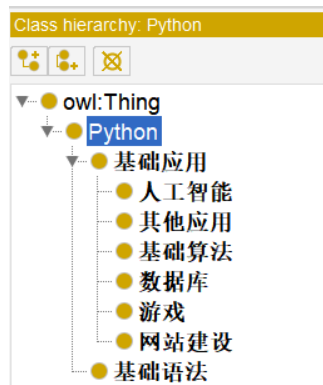 Class hierarchy: Python
owl:Thing
Python
基础应用
人工智能
其他应用
基础算法
数据库
游戏
网站建设
基础语法